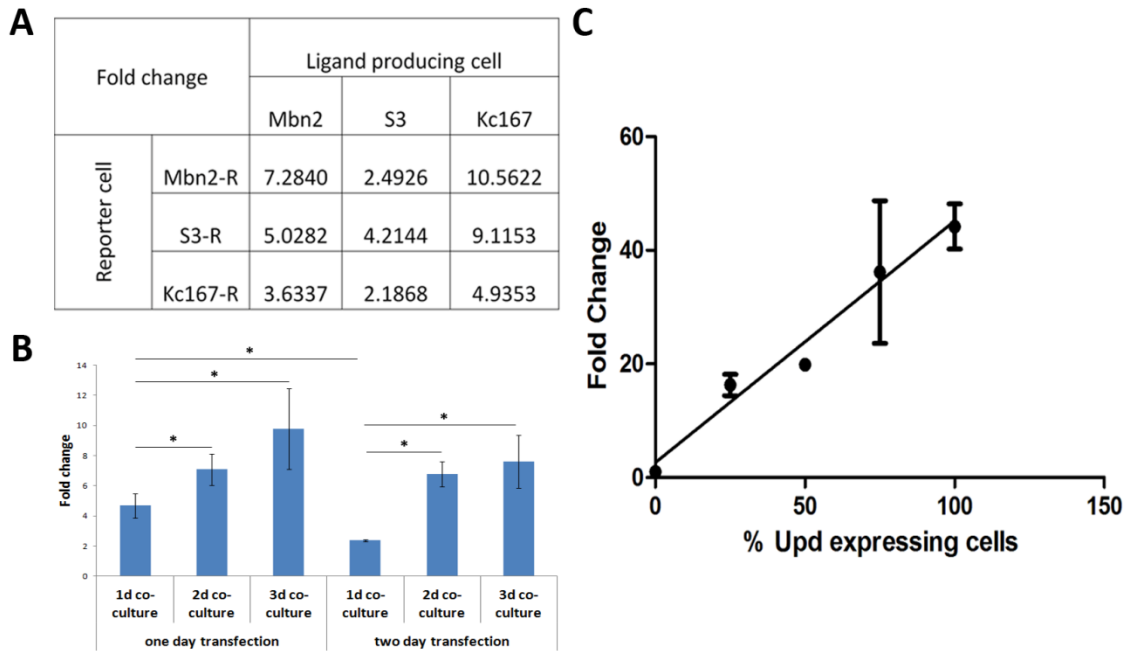 A
Fold change
Ligand producing cell
Mbn2 S3 Kc167
Reporter cell
Mbn2-R 7.2840 2.4926 10.5622
S3-R 5.0282 4.2144 9.1153
Kc167-R 3.6337 2.1868 4.9353
B
Fold change
14
12
10
8
6
4
2
0
*
*
*
*
*
1d co-culture 2d co-culture 3d co-culture 1d co-culture 2d co-culture 3d co-culture
one day transfection two day transfection
C
Fold Change
60
40
20
0
0 50 100 150
% Upd expressing cells